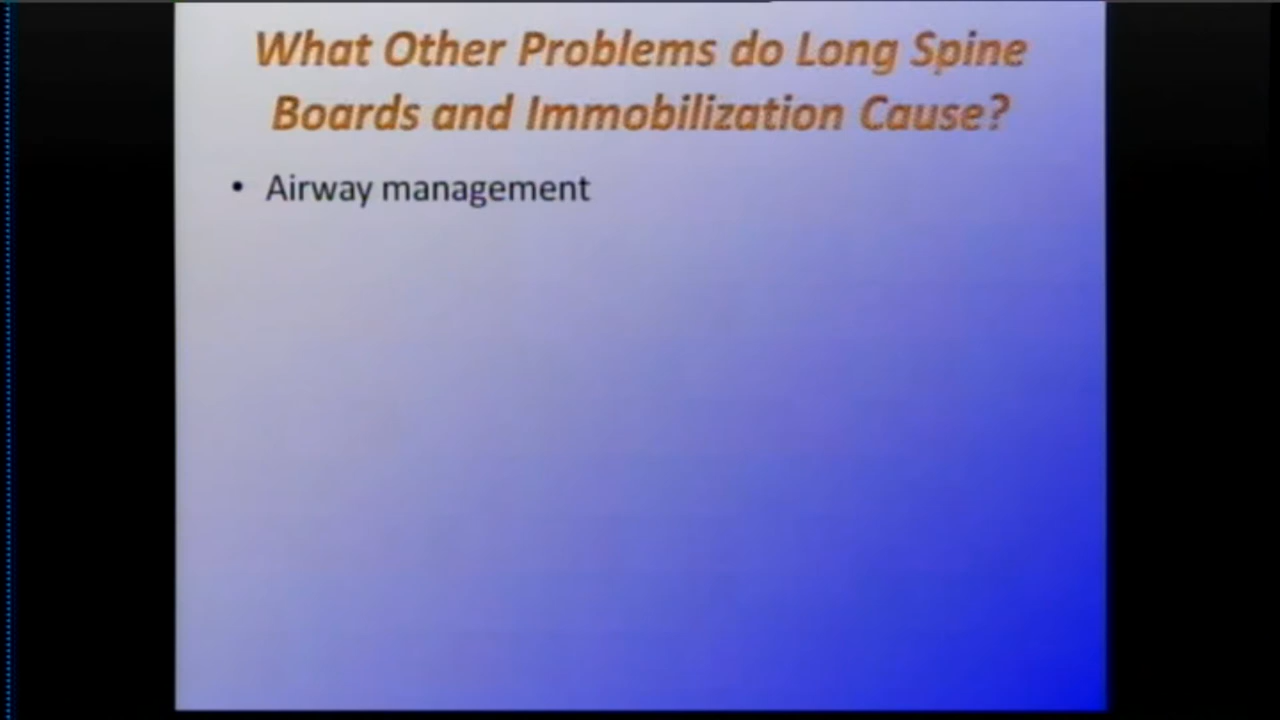 What Other Problems do Long Spine
Boards and Immobilization Cause?
• Airway management